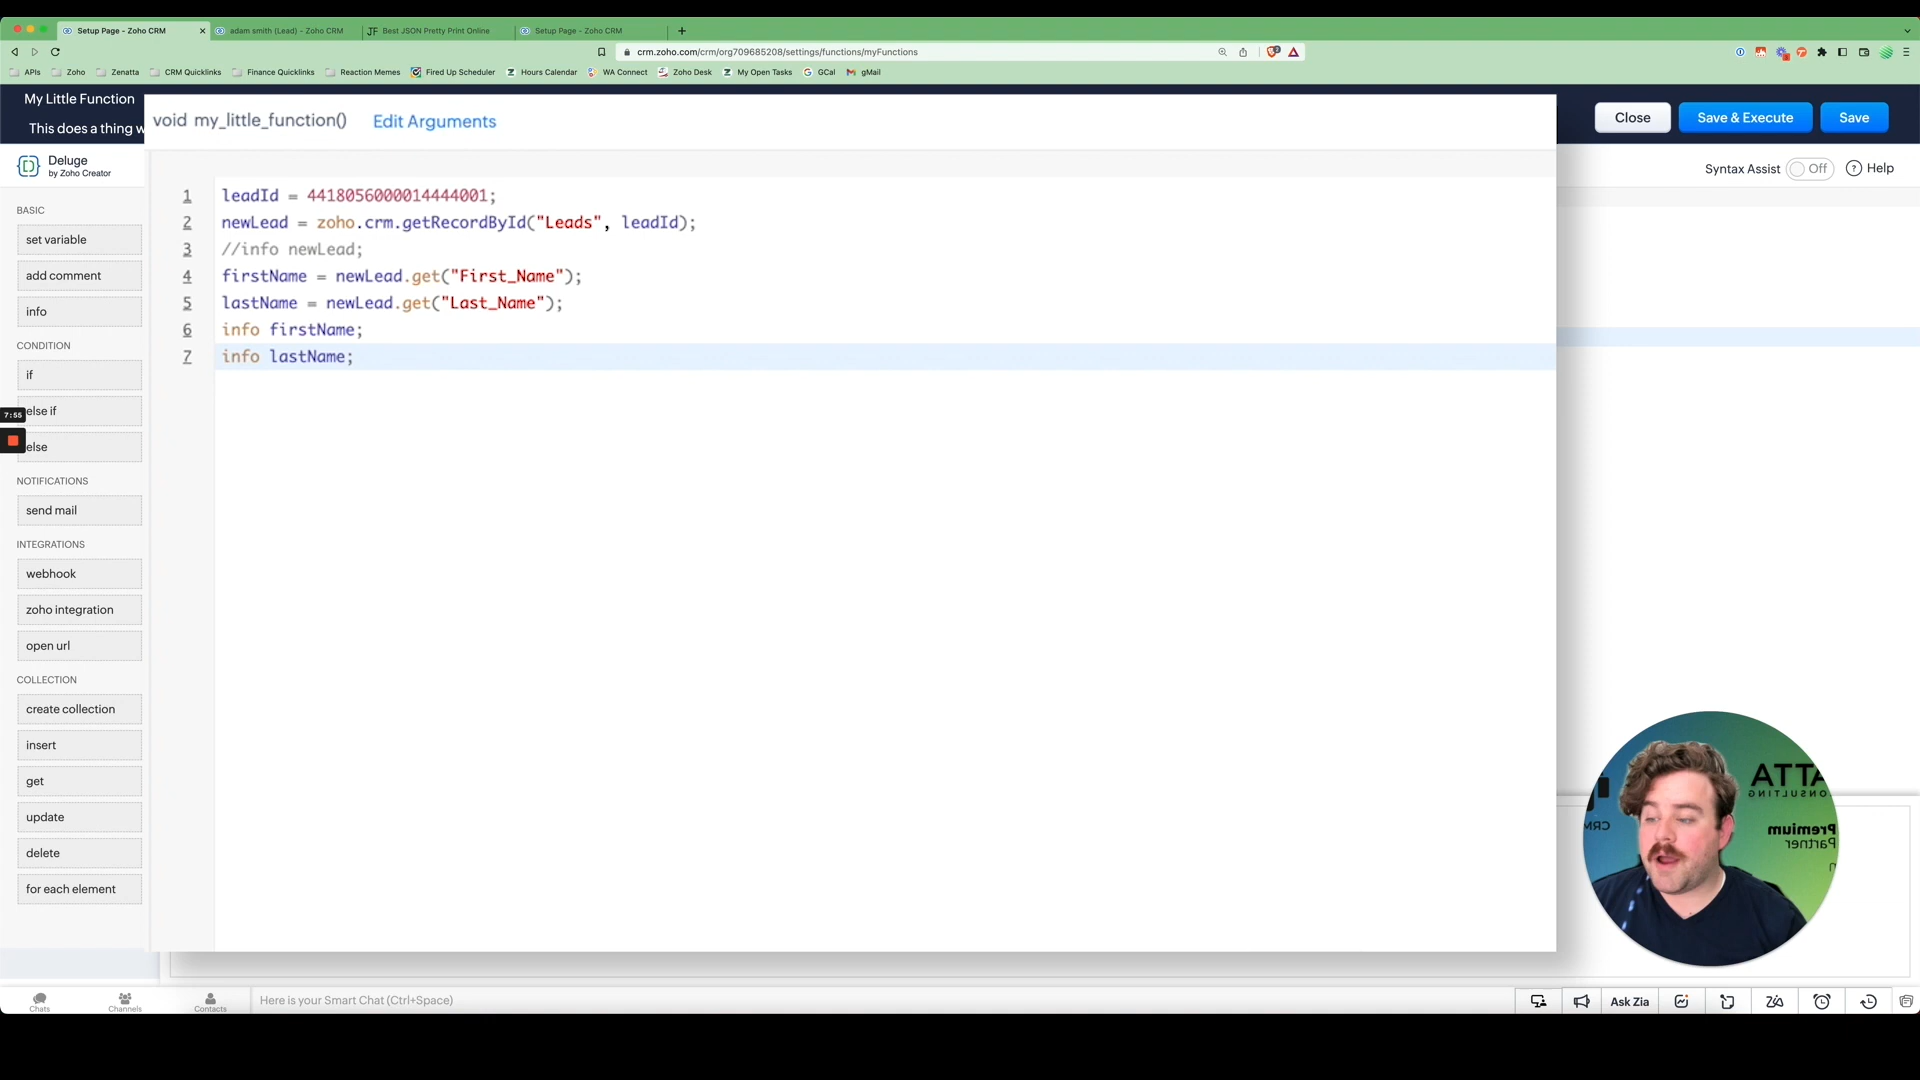 Setup Page - Zoho CRM
adam smith (Lead) - Zoho CRM
JF Best JSON Pretty Print Online
Setup Page - Zoho CRM
crm.zoho.com/crm/org709685208/settings/functions/myFunctions
APIs
Zoho
Zenatta
CRM Quicklinks
Finance Quicklinks
Reaction Memes
Fired Up Scheduler
Hours Calendar
WA Connect
Zoho Desk
My Open Tasks
GCal
gMail
My Little Function
This does a thing w
void my_little_function()
Edit Arguments
Close
Save & Execute
Save
Deluge
by Zoho Creator
Syntax Assist
Off
Help
BASIC
set variable
add comment
info
CONDITION
if
else if
else
7:55
NOTIFICATIONS
send mail
INTEGRATIONS
webhook
zoho integration
open url
COLLECTION
create collection
insert
get
update
delete
for each element
1 leadId = 4418056000014444001;
2 newLead = zoho.crm.getRecordById("Leads", leadId);
3 //info newLead;
4 firstName = newLead.get("First_Name");
5 lastName = newLead.get("Last_Name");
6 info firstName;
7 info lastName;
ATTA
CONSULTING
CRM
Premium
Partner
Chats
Channels
Contacts
Here is your Smart Chat (Ctrl+Space)
Ask Zia